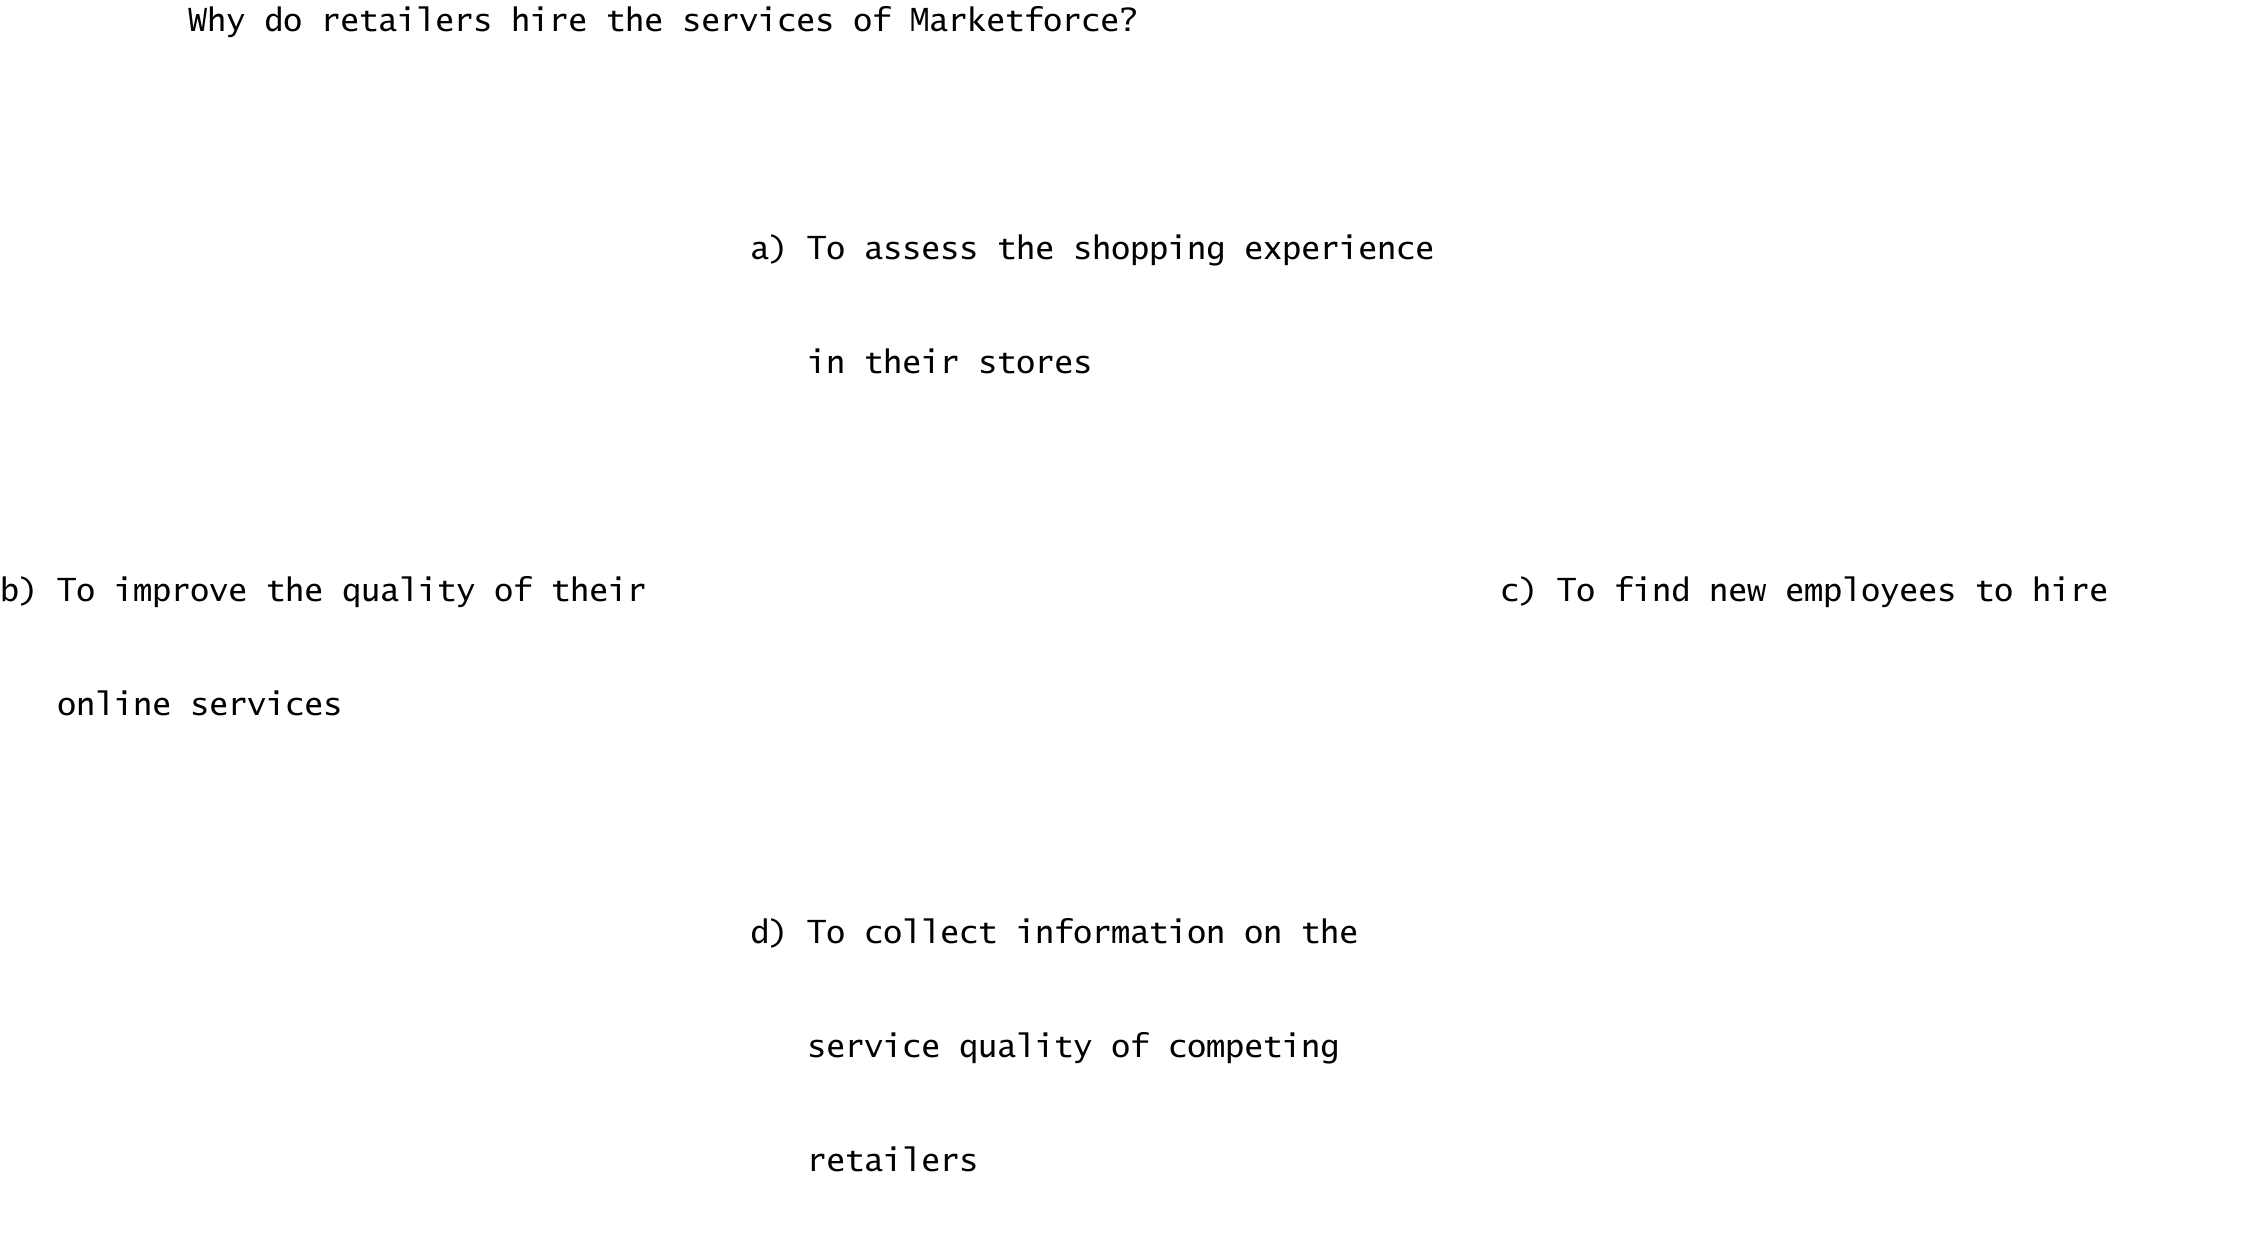 Why do retailers hire the services of Marketforce?
a) To assess the shopping experience
in their stores
b) To improve the quality of their
online services
c) To find new employees to hire
d) To collect information on the
service quality of competing
retailers